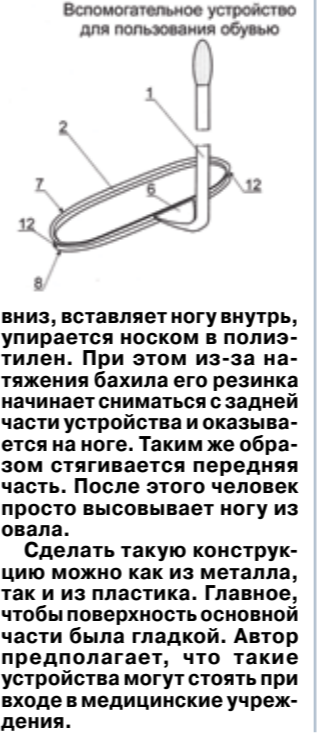 Вспомогательное устройство
для пользования обувью
1
2
7
6
12
12
8
вниз, вставляет ногу внутрь,
упирается носком в полиэ-
тилен. При этом из-за на-
тяжения бахила его резинка
начинает сниматься с задней
части устройства и оказыва-
ется на ноге. Таким же обра-
зом стягивается передняя
часть. После этого человек
просто высовывает ногу из
овала.
Сделать такую конструк-
цию можно как из металла,
так и из пластика. Главное,
чтобы поверхность основной
части была гладкой. Автор
предполагает, что такие
устройства могут стоять при
входе в медицинские учреж-
дения.